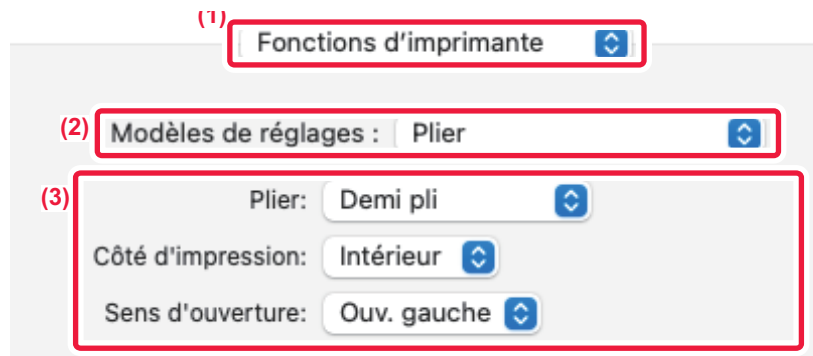 (1)
Fonctions d’imprimante
(2) Modèles de réglages : Plier
(3)
Plier: Demi pli
Côté d'impression: Intérieur
Sens d'ouverture: Ouv. gauche